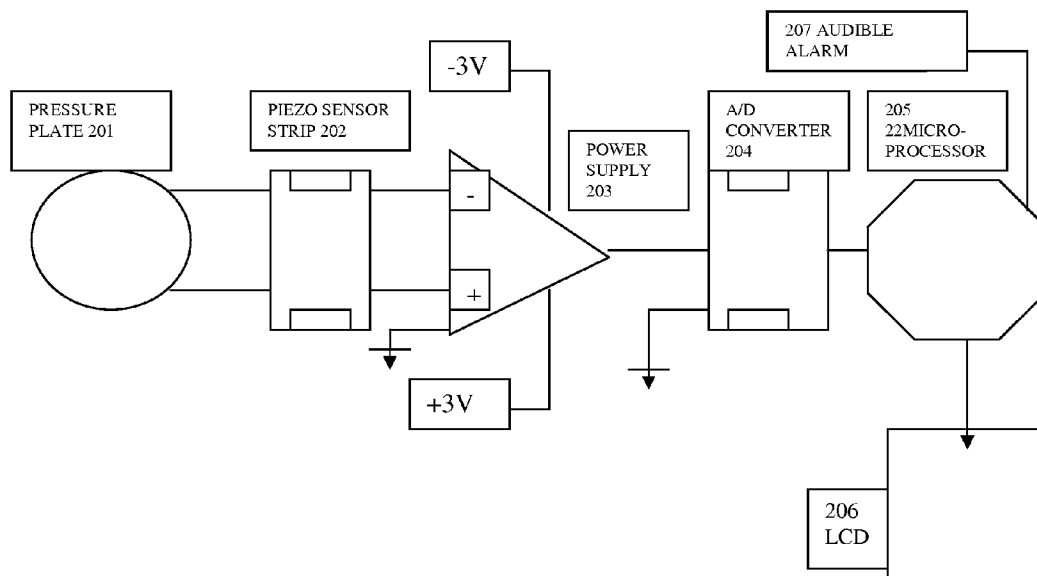 207 AUDIBLE
ALARM
-3V
PRESSURE
PLATE 201
PIEZO SENSOR
STRIP 202
POWER
SUPPLY
203
A/D
CONVERTER
204
205
22MICRO-
PROCESSOR
-
+
+3V
206
LCD